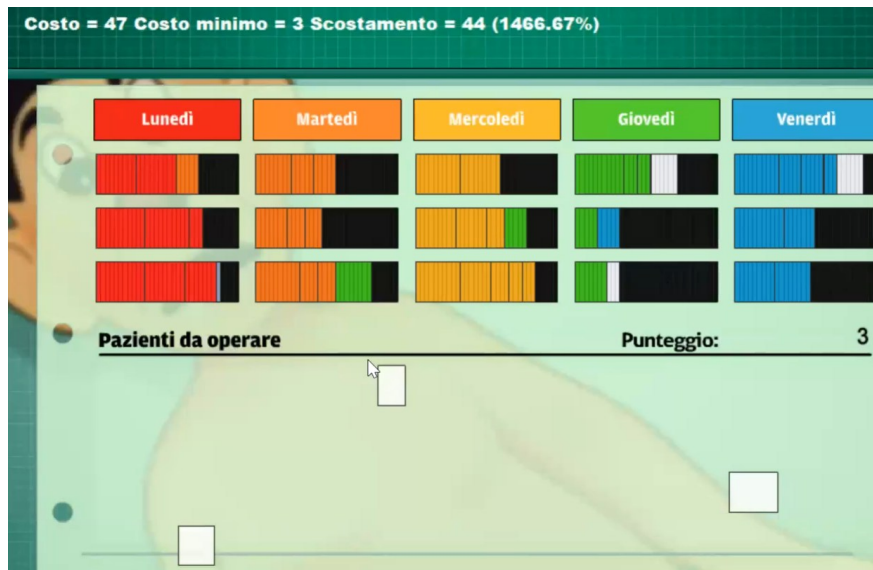 Costo = 47 Costo minimo = 3 Scostamento = 44 (1466.67%)
Lunedì Martedì Mercoledì Giovedì Venerdì
Pazienti da operare Punteggio: 3